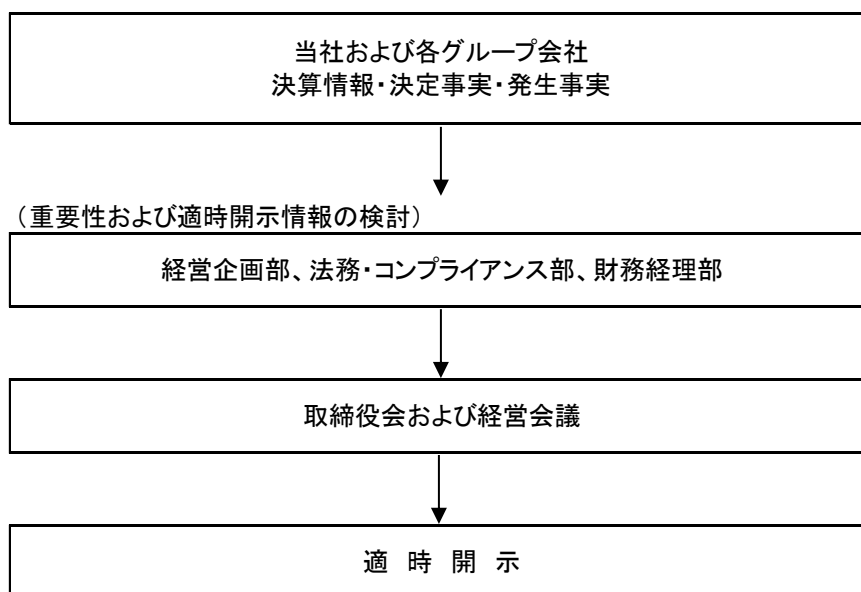 当社および各グループ会社
決算情報・決定事実・発生事実
（重要性および適時開示情報の検討）
経営企画部、法務・コンプライアンス部、財務経理部
取締役会および経営会議
適　時　開　示